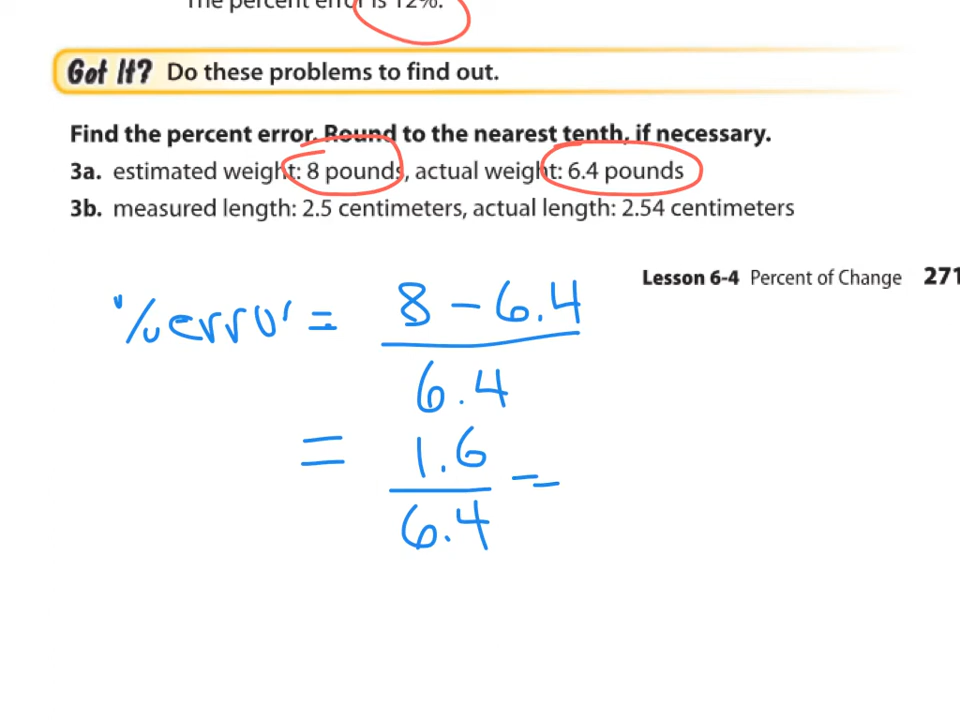 The percent error is 12%.
Got It? Do these problems to find out.
Find the percent error. Round to the nearest tenth, if necessary.
3a. estimated weight: 8 pounds, actual weight: 6.4 pounds
3b. measured length: 2.5 centimeters, actual length: 2.54 centimeters
Lesson 6-4 Percent of Change 271
% error = 8 - 6.4
6.4
= 1.6 =
6.4